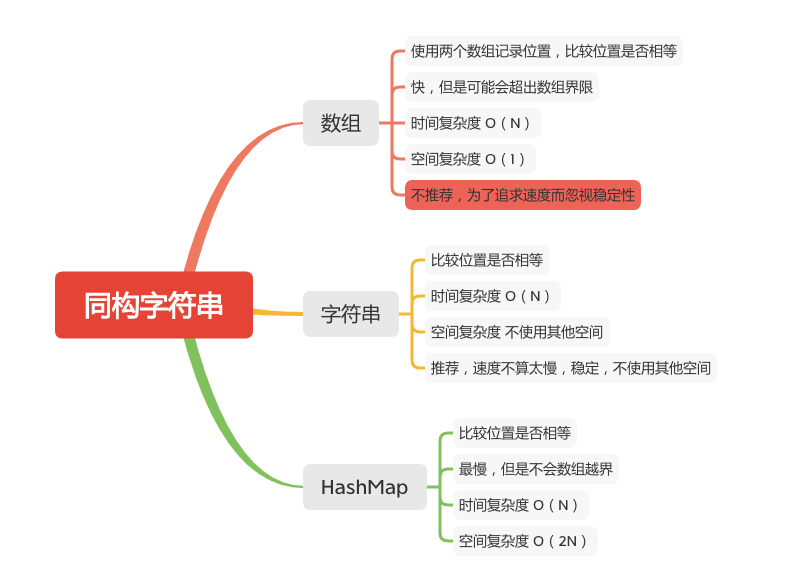 同构字符串
数组
使用两个数组记录位置，比较位置是否相等
快，但是可能会超出数组界限
时间复杂度 O（N）
空间复杂度 O（1）
不推荐，为了追求速度而忽视稳定性
字符串
比较位置是否相等
时间复杂度 O（N）
空间复杂度 不使用其他空间
推荐，速度不算太慢，稳定，不使用其他空间
HashMap
比较位置是否相等
最慢，但是不会数组越界
时间复杂度 O（N）
空间复杂度 O（2N）